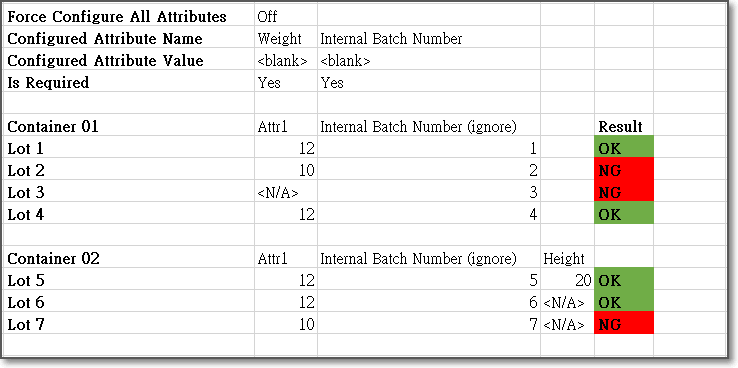 Force Configure All Attributes Off
Configured Attribute Name Weight Internal Batch Number
Configured Attribute Value <blank> <blank>
Is Required Yes Yes
Container 01 Attr1 Internal Batch Number (ignore) Result
Lot 1 12 1 OK
Lot 2 10 2 NG
Lot 3 <N/A> 3 NG
Lot 4 12 4 OK
Container 02 Attr1 Internal Batch Number (ignore) Height
Lot 5 12 5 20 OK
Lot 6 12 6 <N/A> OK
Lot 7 10 7 <N/A> NG